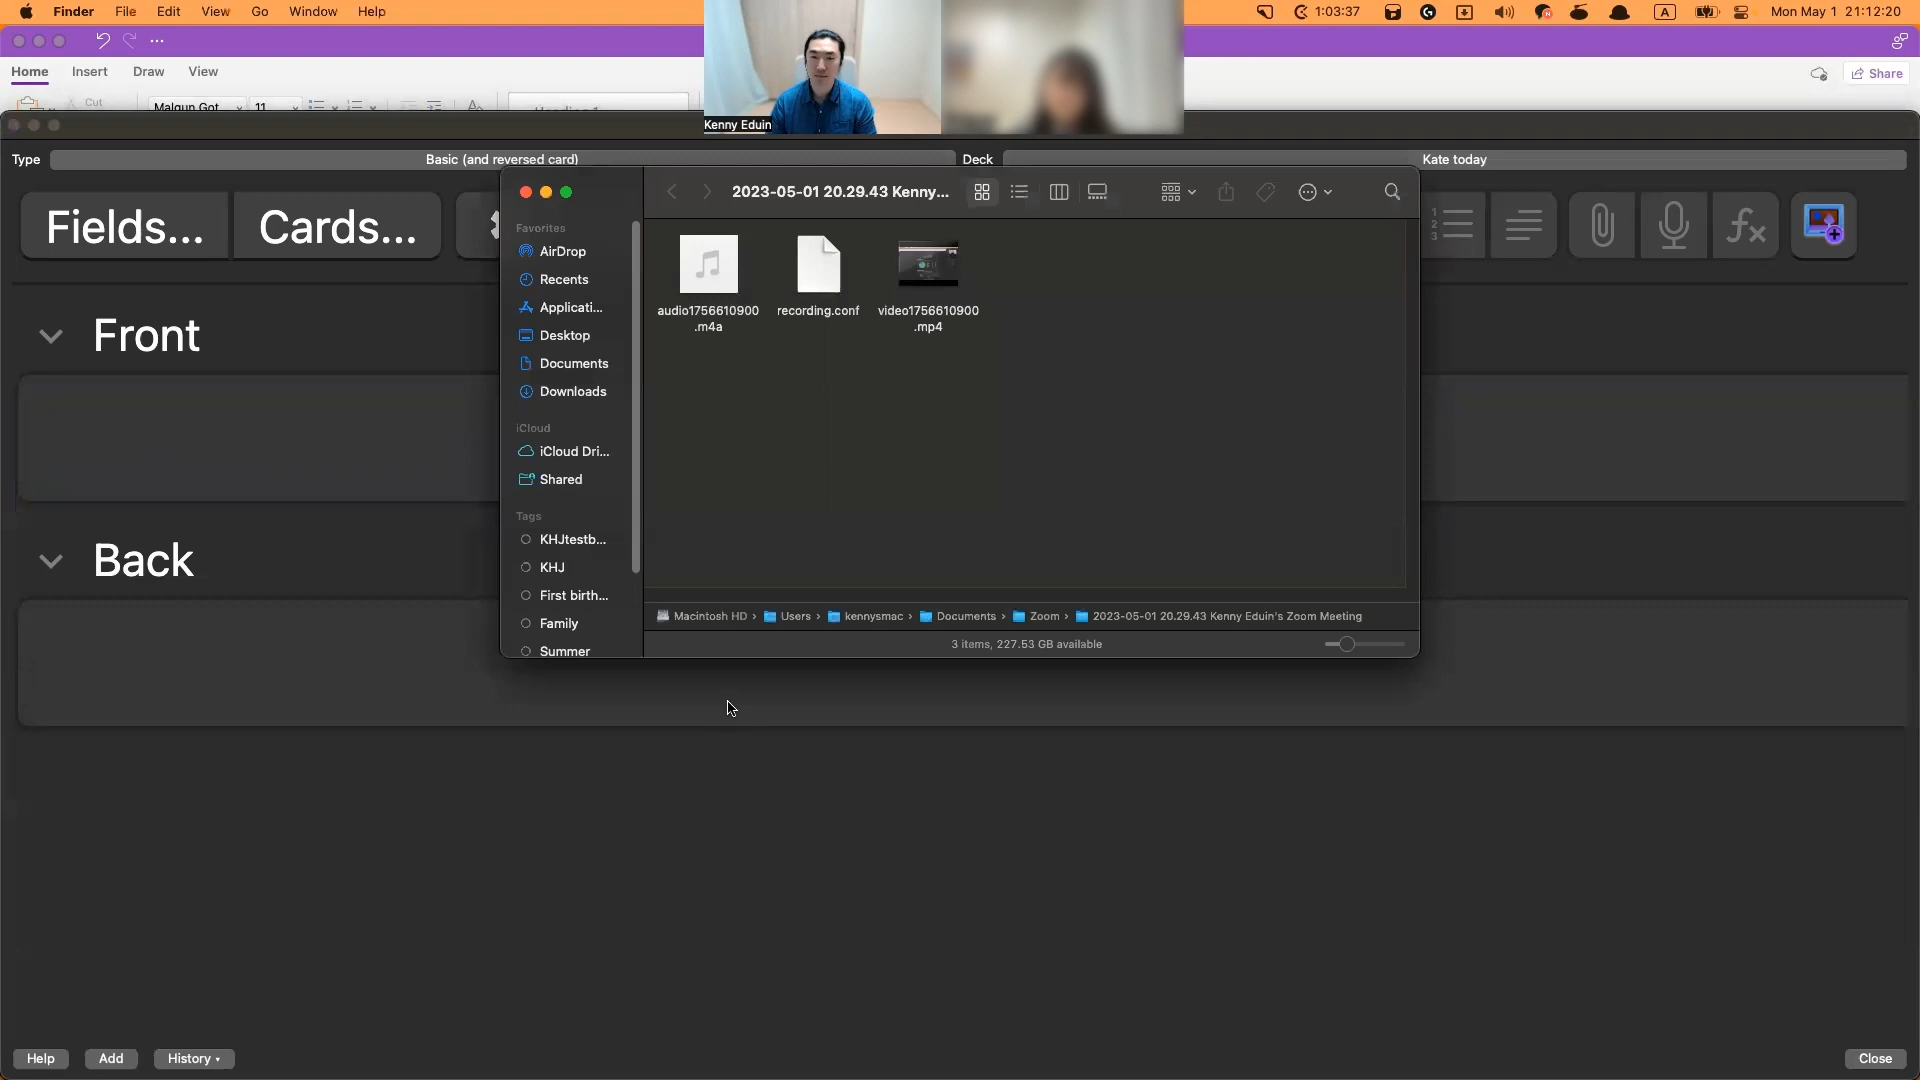 Finder File Edit View Go Window Help 1:03:37 A Mon May 1 21:12:20
Home Insert Draw View Share
Cut Malgun Got 11 Heading 1
Kenny Eduin
Type Basic (and reversed card) Deck Kate today
Fields... Cards...
2023-05-01 20.29.43 Kenny...
Favorites
AirDrop
Recents
Applicati...
Desktop
Documents
Downloads
iCloud
iCloud Dri...
Shared
Tags
KHJtestb...
KHJ
First birth...
Family
Summer
audio1756610900
.m4a
recording.conf
video1756610900
.mp4
Macintosh HD › Users › kennysmac › Documents › Zoom › 2023-05-01 20.29.43 Kenny Eduin's Zoom Meeting
3 items, 227.53 GB available
Front
Back
Help Add History Close